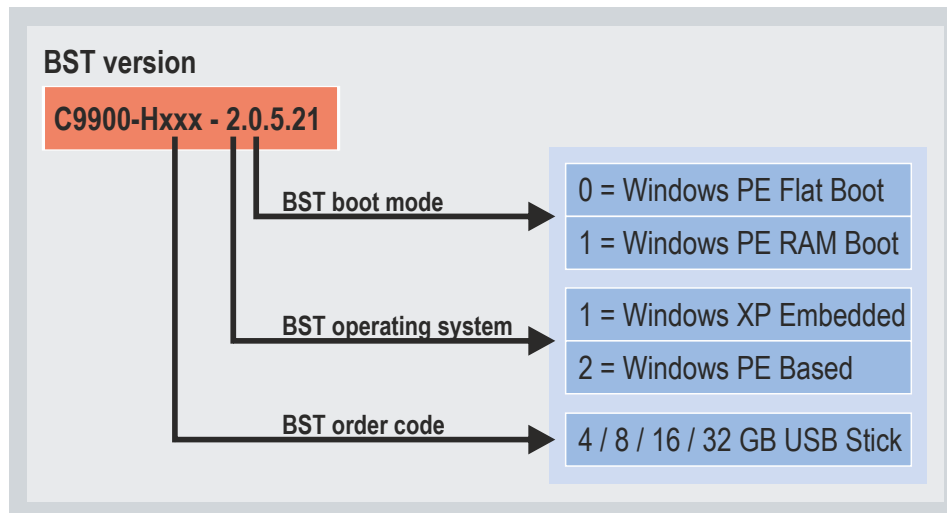 BST version
C9900-Hxxx - 2.0.5.21
BST boot mode
0 = Windows PE Flat Boot
1 = Windows PE RAM Boot
BST operating system
1 = Windows XP Embedded
2 = Windows PE Based
BST order code
4 / 8 / 16 / 32 GB USB Stick